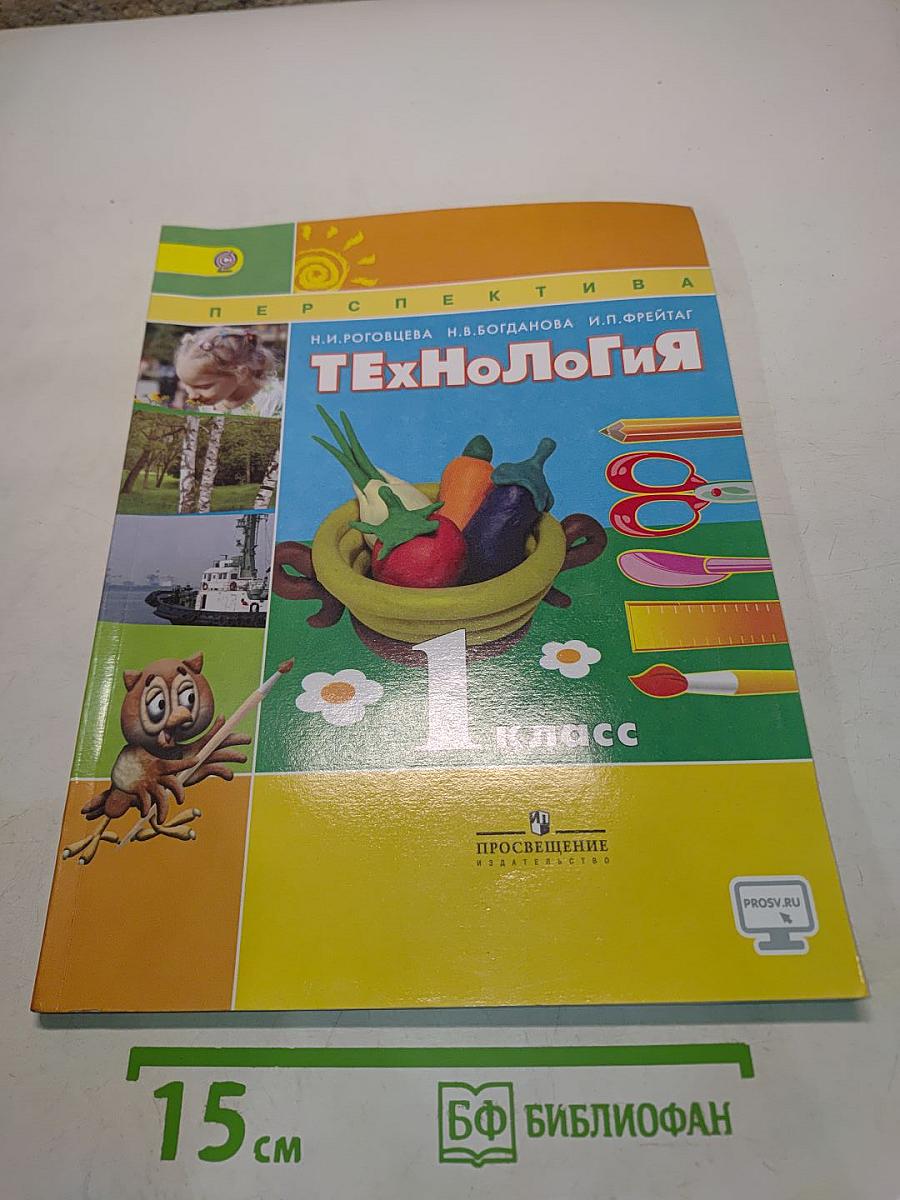 ПЕРСПЕКТИВА
Н.И.РОГОВЦЕВА Н.В.БОГДАНОВА И.П.ФРЕЙТАГ
ТЕхНоЛоГиЯ
1 класс
ПРОСВЕЩЕНИЕ
ИЗДАТЕЛЬСТВО
PROSV.RU
15 см
БФ БИБЛИОФАН